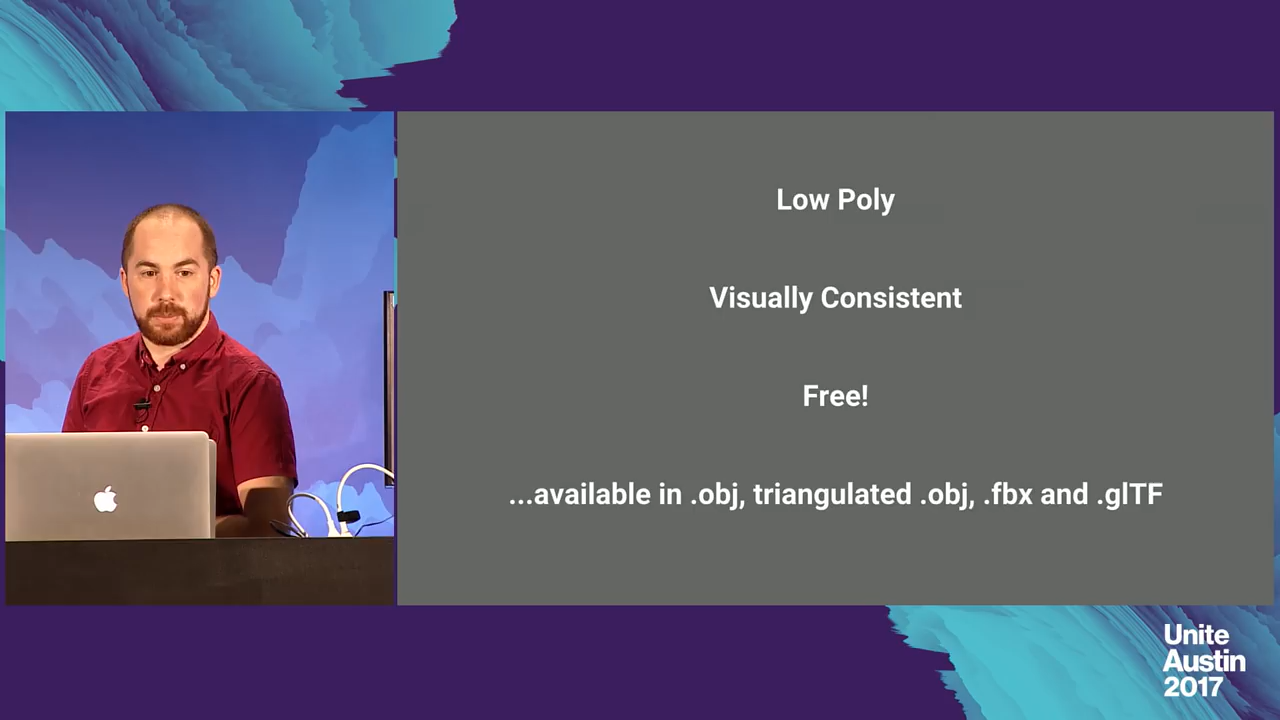 Low Poly
Visually Consistent
Free!
...available in .obj, triangulated .obj, .fbx and .glTF
Unite
Austin
2017